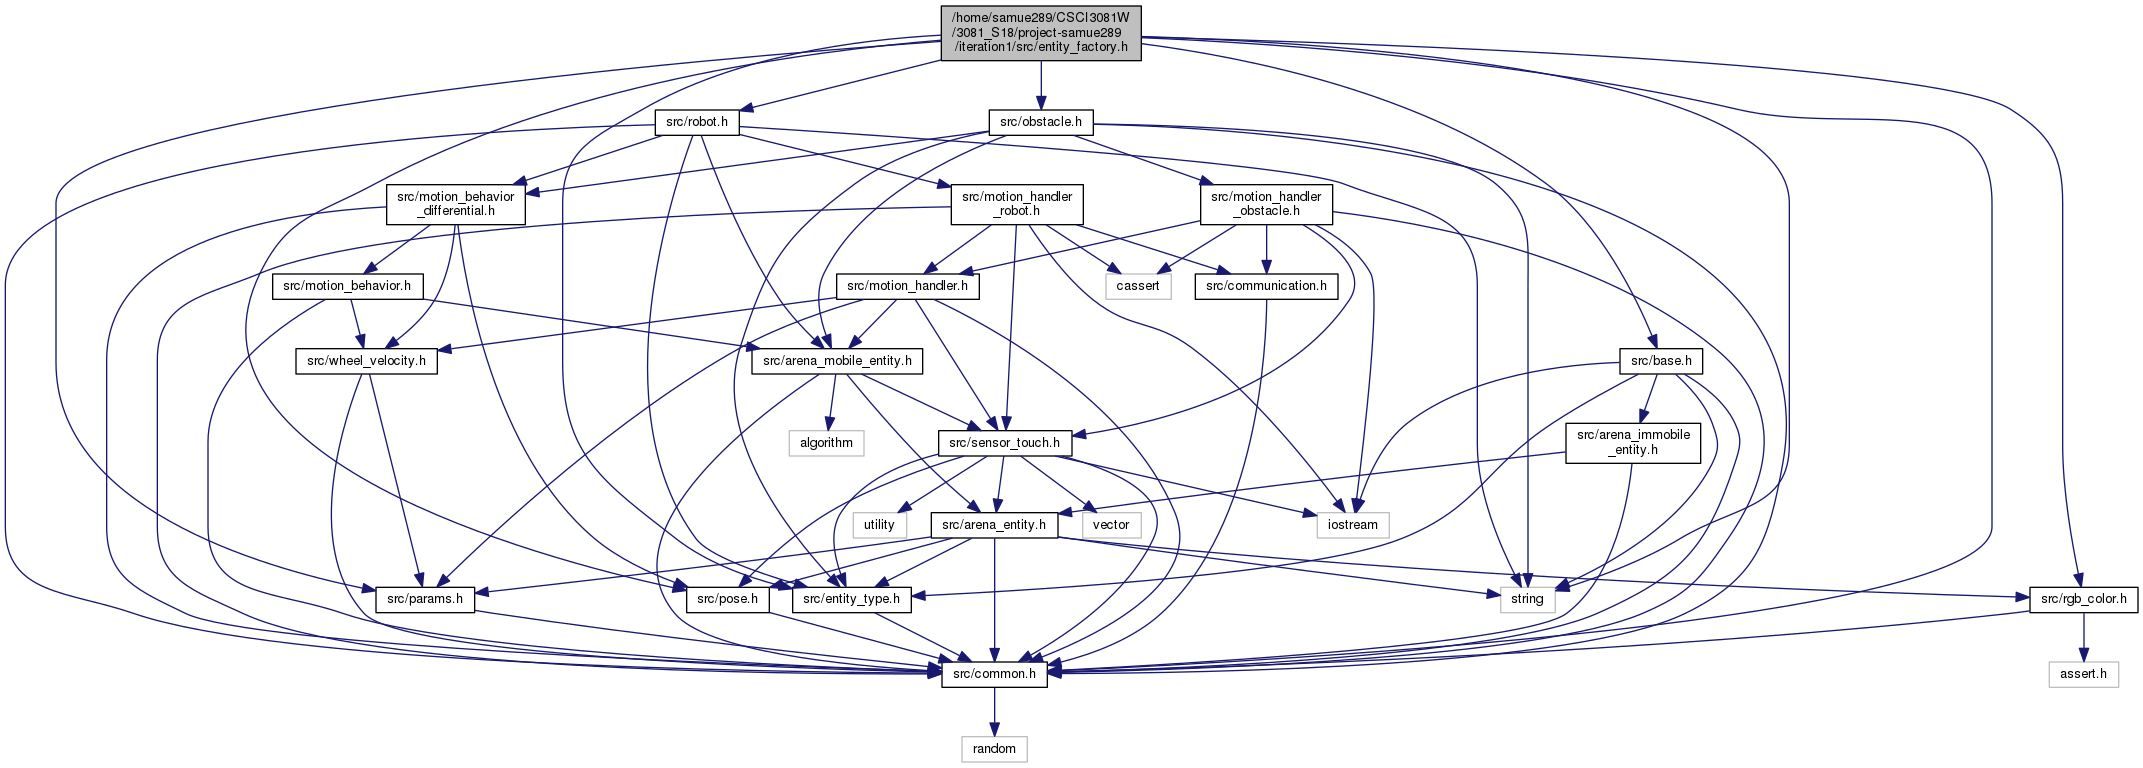 /home/samue289/CSCI3081W
/3081_S18/project-samue289
/iteration1/src/entity_factory.h
src/robot.h
src/obstacle.h
src/motion_behavior
_differential.h
src/motion_handler
_robot.h
src/motion_handler
_obstacle.h
src/motion_behavior.h
src/motion_handler.h
cassert
src/communication.h
src/wheel_velocity.h
src/arena_mobile_entity.h
src/base.h
algorithm
src/sensor_touch.h
src/arena_immobile
_entity.h
utility
src/arena_entity.h
vector
iostream
src/params.h
src/pose.h
src/entity_type.h
string
src/rgb_color.h
src/common.h
assert.h
random